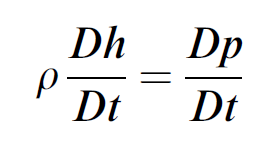 ρ Dh/Dt = Dp/Dt